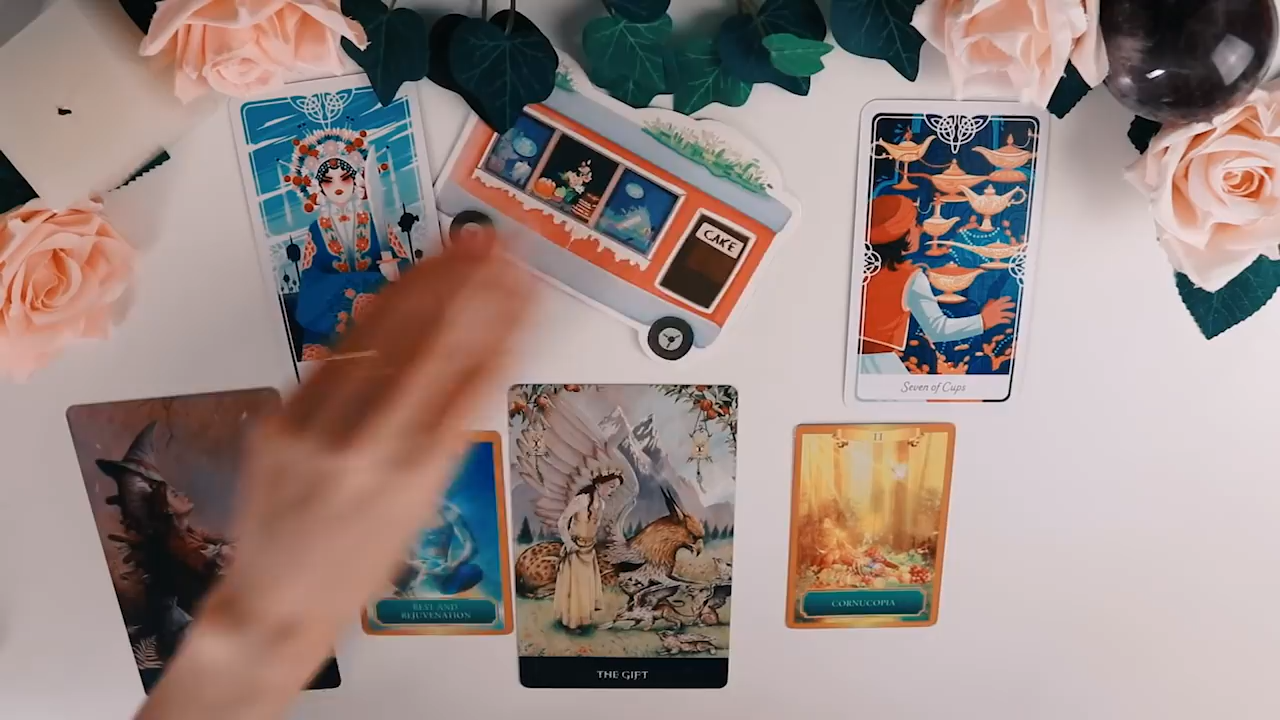 CAKE
Seven of Cups
REST AND
REJUVENATION
THE GIFT
II
CORNUCOPIA